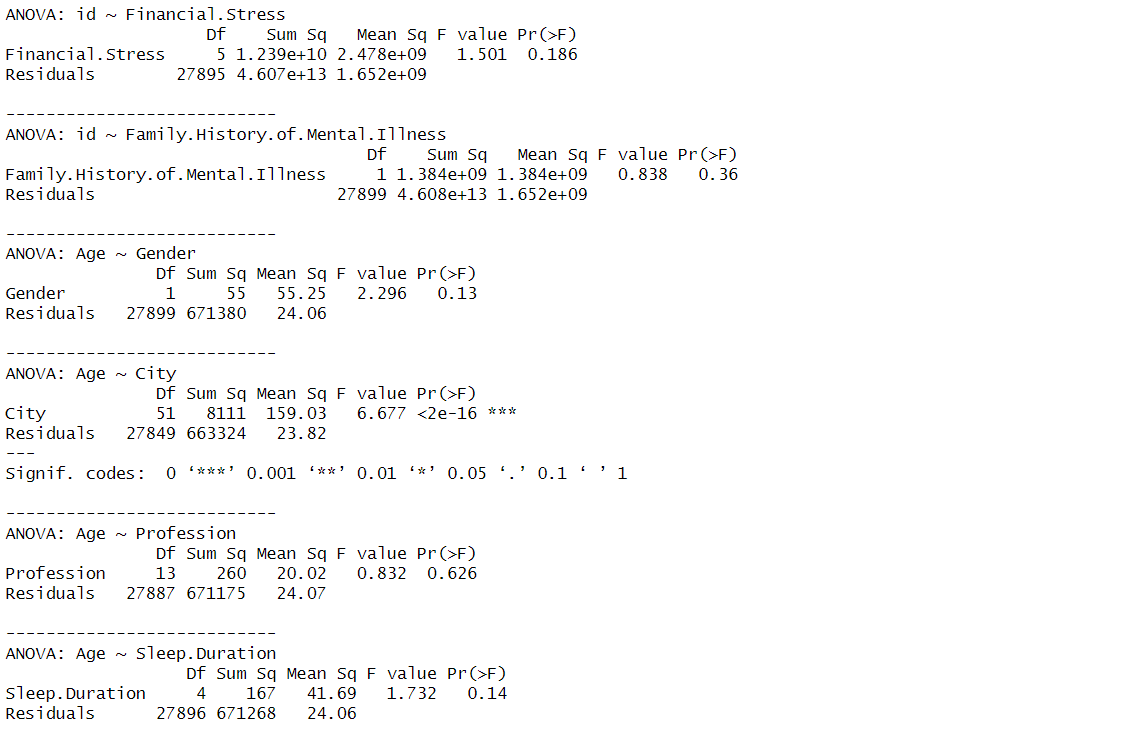 ANOVA: id ~ Financial.Stress
                    Df    Sum Sq   Mean Sq F value Pr(>F)
Financial.Stress     5 1.239e+10 2.478e+09   1.501  0.186
Residuals        27895 4.607e+13 1.652e+09
---------------------------
ANOVA: id ~ Family.History.of.Mental.Illness
                                    Df    Sum Sq   Mean Sq F value Pr(>F)
Family.History.of.Mental.Illness     1 1.384e+09 1.384e+09   0.838   0.36
Residuals                        27899 4.608e+13 1.652e+09
---------------------------
ANOVA: Age ~ Gender
               Df Sum Sq Mean Sq F value Pr(>F)
Gender          1     55   55.25   2.296   0.13
Residuals   27899 671380   24.06
---------------------------
ANOVA: Age ~ City
               Df Sum Sq Mean Sq F value Pr(>F)
City           51   8111  159.03   6.677 <2e-16 ***
Residuals   27849 663324   23.82
---
Signif. codes:  0 ‘***’ 0.001 ‘**’ 0.01 ‘*’ 0.05 ‘.’ 0.1 ‘ ’ 1
---------------------------
ANOVA: Age ~ Profession
               Df Sum Sq Mean Sq F value Pr(>F)
Profession     13    260   20.02   0.832  0.626
Residuals   27887 671175   24.07
---------------------------
ANOVA: Age ~ Sleep.Duration
                  Df Sum Sq Mean Sq F value Pr(>F)
Sleep.Duration     4    167   41.69   1.732   0.14
Residuals      27896 671268   24.06